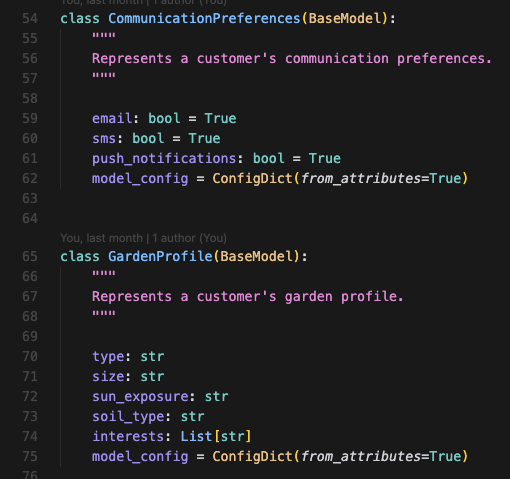 You, last month | 1 author (You)
54 class CommunicationPreferences(BaseModel):
55     """
56     Represents a customer's communication preferences.
57     """
58
59     email: bool = True
60     sms: bool = True
61     push_notifications: bool = True
62     model_config = ConfigDict(from_attributes=True)
63
64
You, last month | 1 author (You)
65 class GardenProfile(BaseModel):
66     """
67     Represents a customer's garden profile.
68     """
69
70     type: str
71     size: str
72     sun_exposure: str
73     soil_type: str
74     interests: List[str]
75     model_config = ConfigDict(from_attributes=True)
76